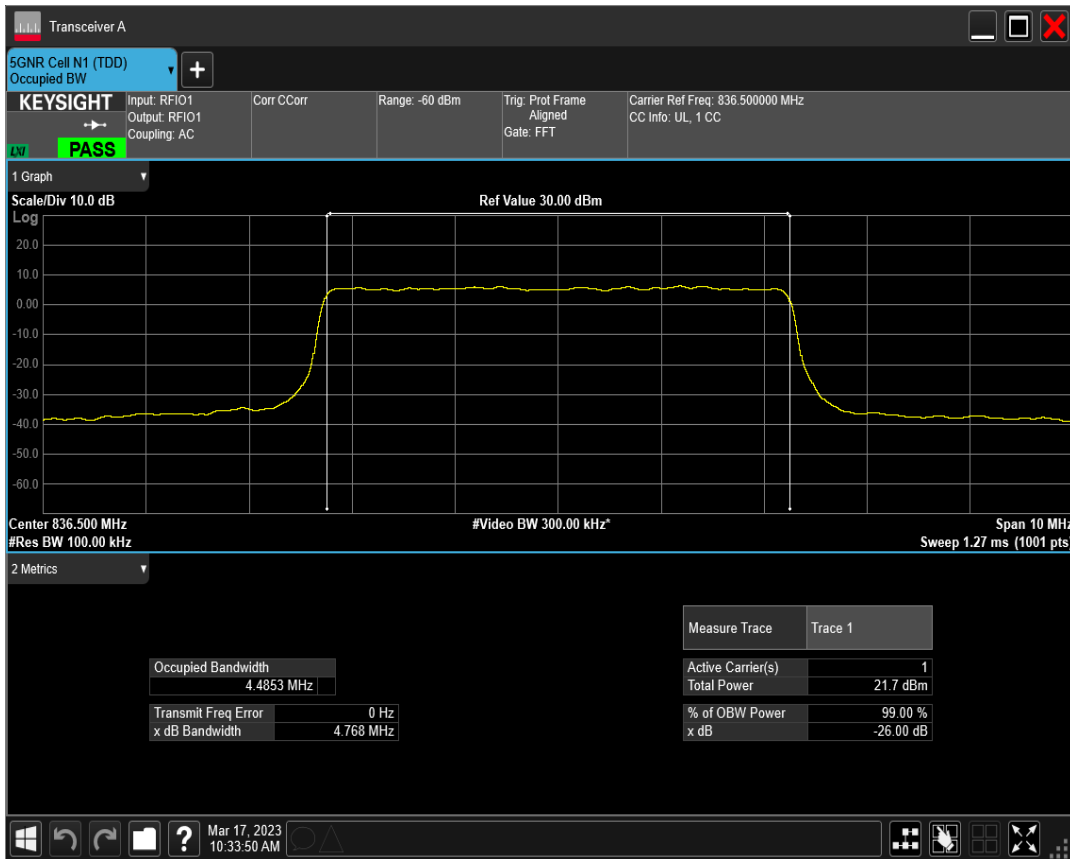 Transceiver A
5GNR Cell N1 (TDD)
Occupied BW
+
KEYSIGHT
LXI
PASS
Input: RFIO1
Output: RFIO1
Coupling: AC
Corr CCorr
Range: -60 dBm
Trig: Prot Frame
Aligned
Gate: FFT
Carrier Ref Freq: 836.500000 MHz
CC Info: UL, 1 CC
1 Graph
Scale/Div 10.0 dB
Ref Value 30.00 dBm
Log
20.0
10.0
0.00
-10.0
-20.0
-30.0
-40.0
-50.0
-60.0
Center 836.500 MHz
#Video BW 300.00 kHz*
Span 10 MHz
#Res BW 100.00 kHz
Sweep 1.27 ms (1001 pts)
2 Metrics
Measure Trace Trace 1
Occupied Bandwidth
4.4853 MHz
Active Carrier(s) 1
Total Power 21.7 dBm
Transmit Freq Error 0 Hz
x dB Bandwidth 4.768 MHz
% of OBW Power 99.00 %
x dB -26.00 dB
?
Mar 17, 2023
10:33:50 AM